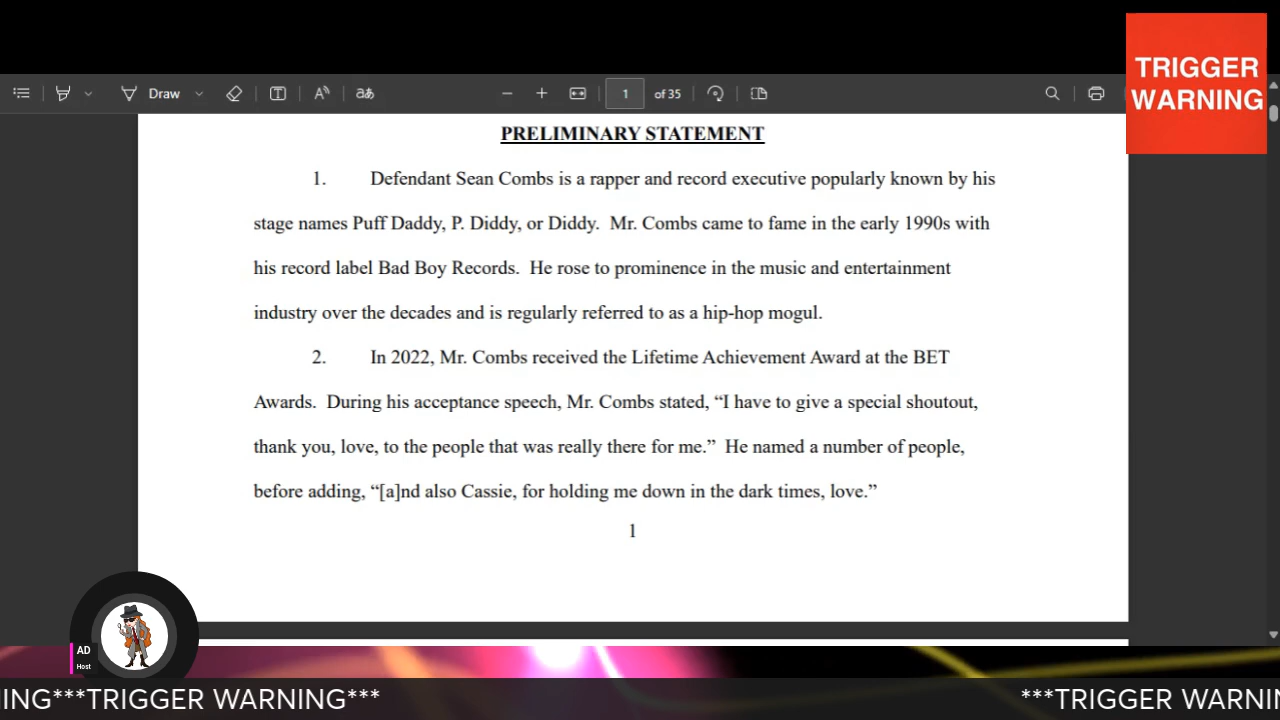 TRIGGER
WARNING
Draw
1 of 35
PRELIMINARY STATEMENT
1. Defendant Sean Combs is a rapper and record executive popularly known by his
stage names Puff Daddy, P. Diddy, or Diddy. Mr. Combs came to fame in the early 1990s with
his record label Bad Boy Records. He rose to prominence in the music and entertainment
industry over the decades and is regularly referred to as a hip-hop mogul.
2. In 2022, Mr. Combs received the Lifetime Achievement Award at the BET
Awards. During his acceptance speech, Mr. Combs stated, “I have to give a special shoutout,
thank you, love, to the people that was really there for me.” He named a number of people,
before adding, “[a]nd also Cassie, for holding me down in the dark times, love.”
1
AD
Host
NING***TRIGGER WARNING*** ***TRIGGER WARNIN